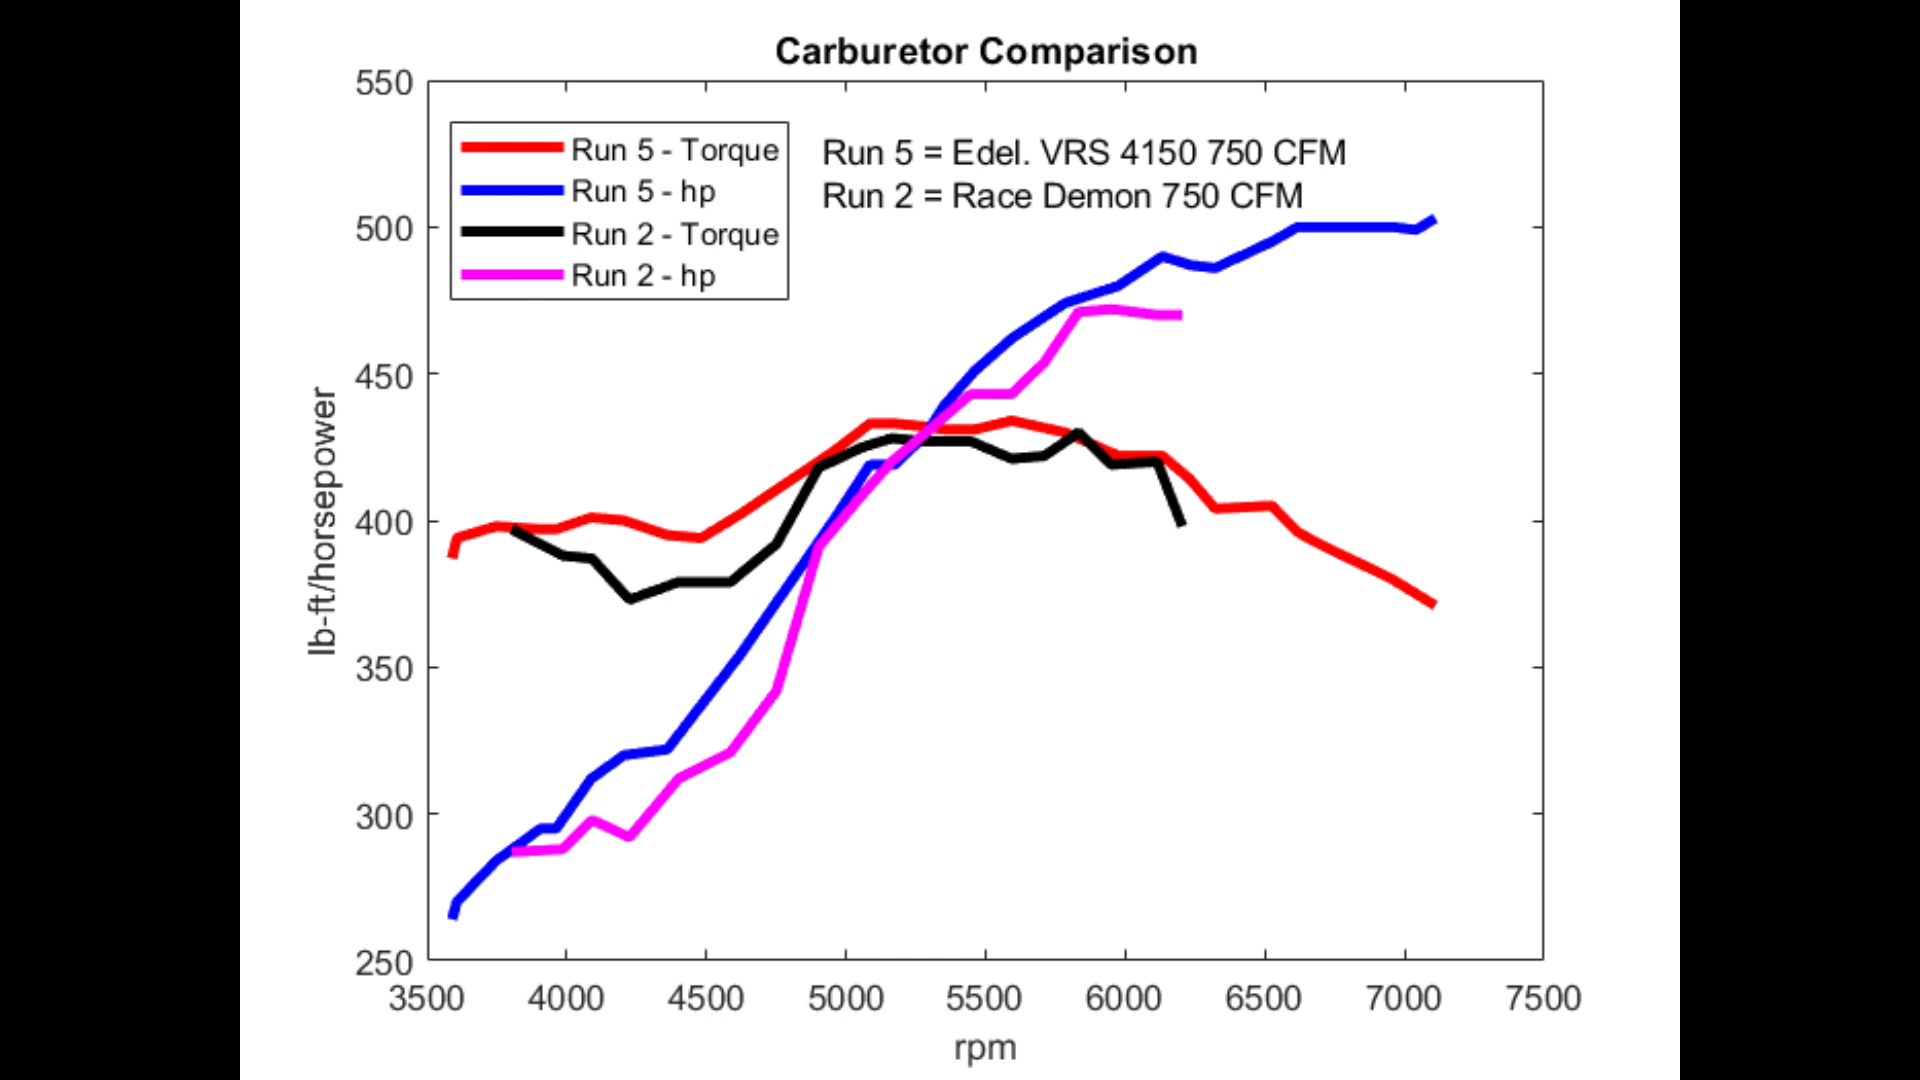 Carburetor Comparison
550
500
450
400
350
300
250
lb-ft/horsepower
Run 5 - Torque
Run 5 - hp
Run 2 - Torque
Run 2 - hp
Run 5 = Edel. VRS 4150 750 CFM
Run 2 = Race Demon 750 CFM
3500 4000 4500 5000 5500 6000 6500 7000 7500
rpm